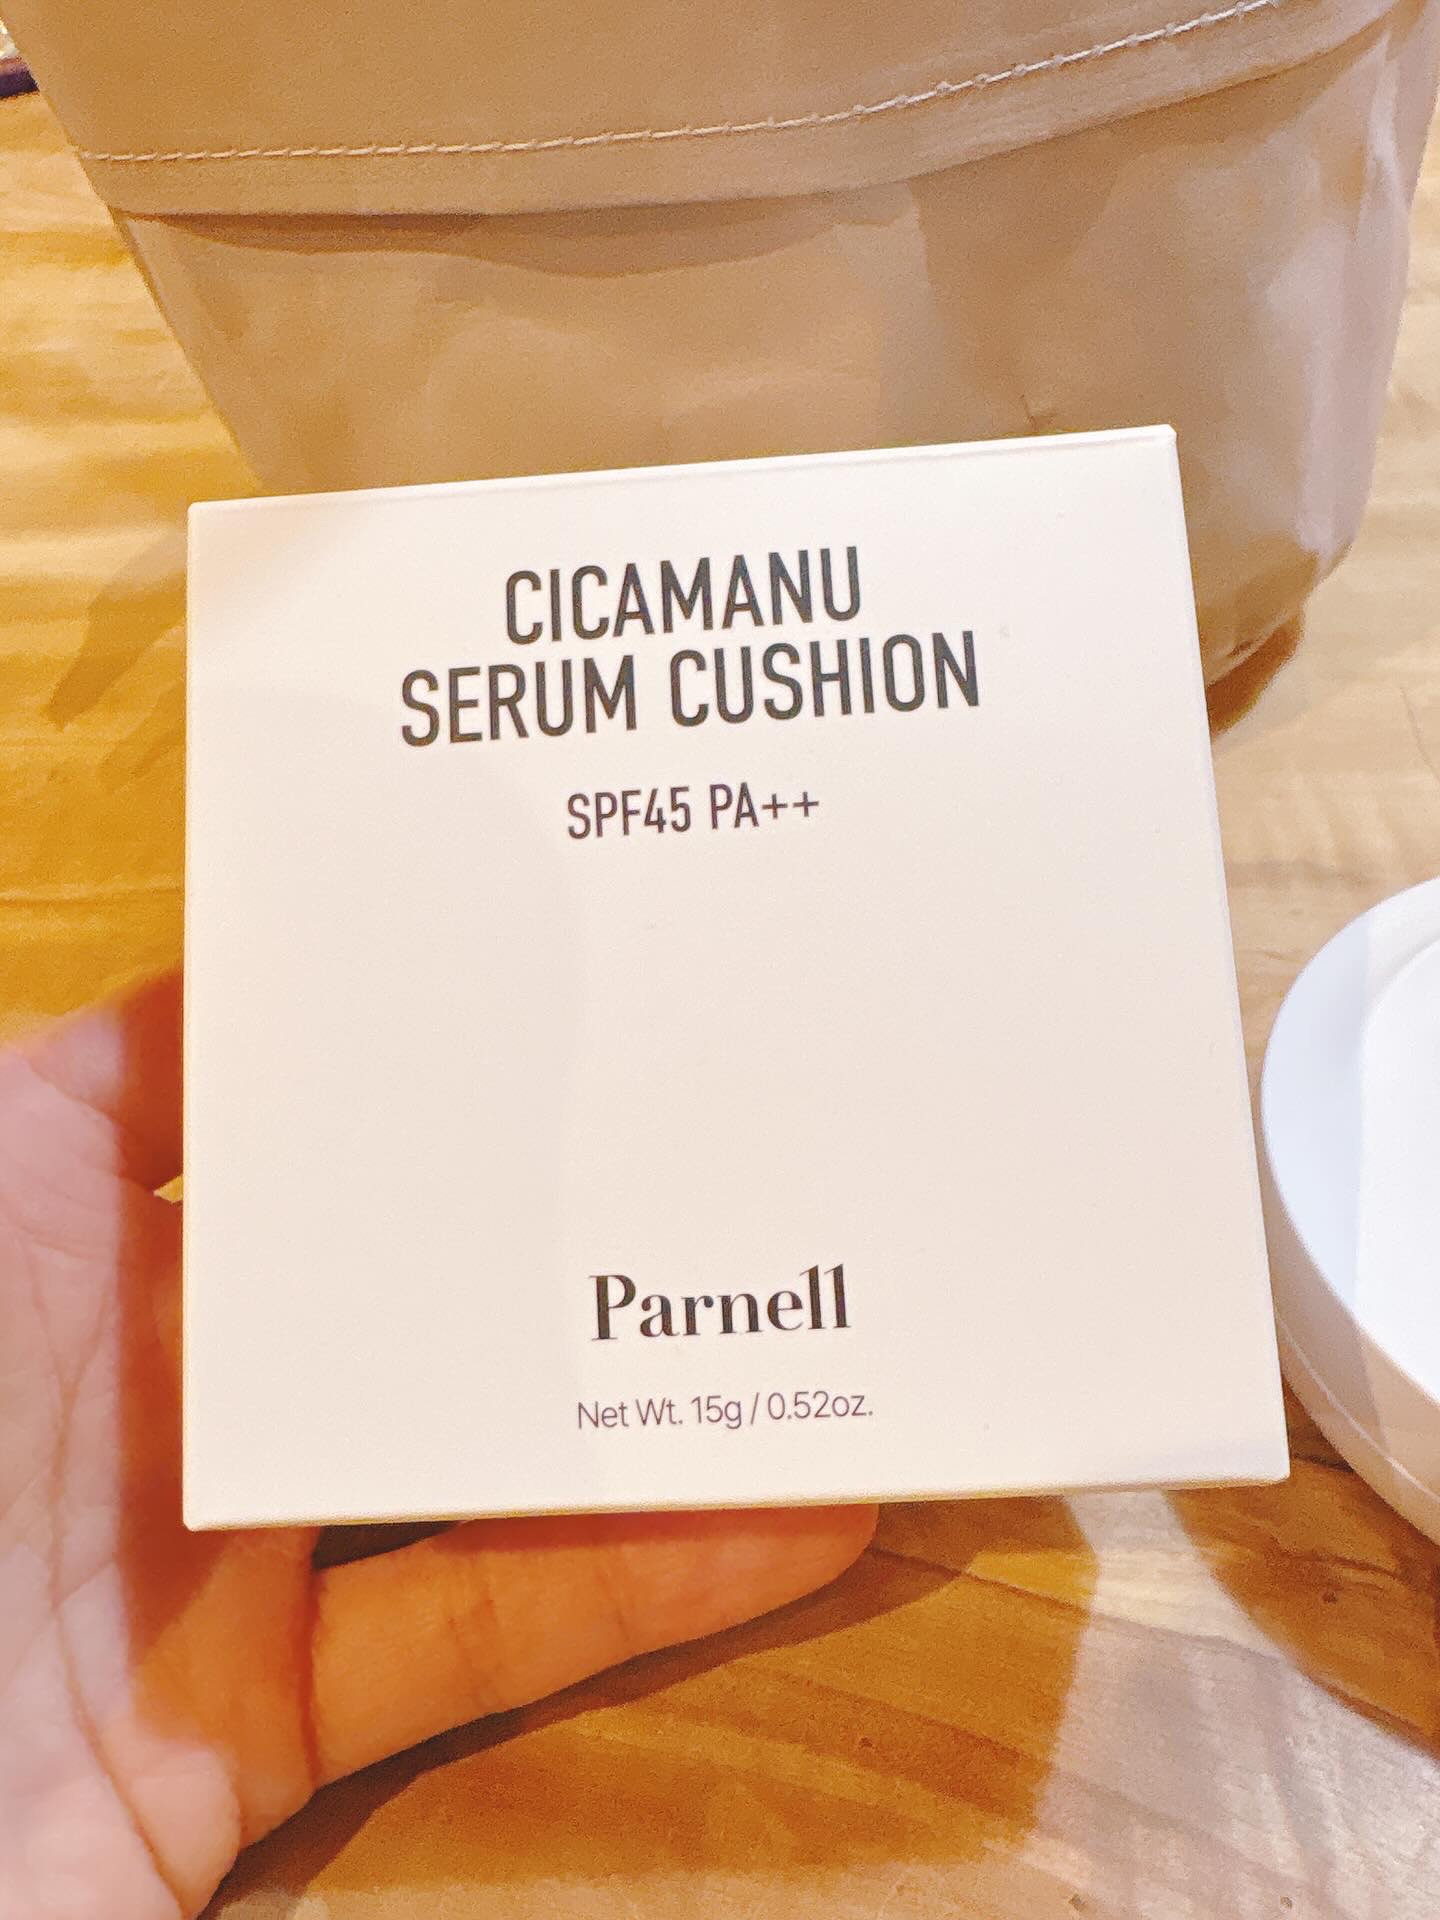 CICAMANU
SERUM CUSHION
SPF45 PA++
Parnell
Net Wt. 15g / 0.52oz.